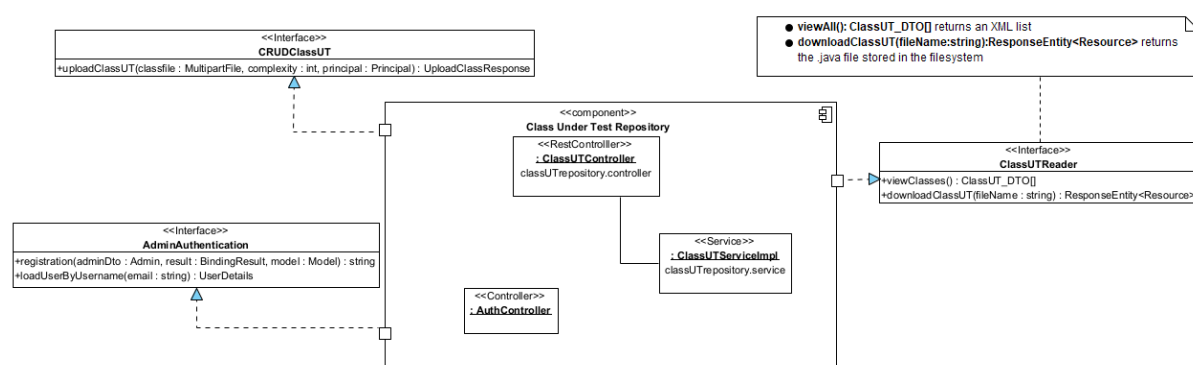 ● viewAll(): ClassUT_DTO[] returns an XML list
● downloadClassUT(fileName:string):ResponseEntity<Resource> returns
the .java file stored in the filesystem
<<Interface>>
CRUDClassUT
+uploadClassUT(classfile : MultipartFile, complexity : int, principal : Principal) : UploadClassResponse
<<component>>
Class Under Test Repository
<<RestControlller>>
: ClassUTController
classUTrepository.controller
<<Interface>>
ClassUTReader
+viewClasses() : ClassUT_DTO[]
+downloadClassUT(fileName : string) : ResponseEntity<Resource>
<<Interface>>
AdminAuthentication
+registration(adminDto : Admin, result : BindingResult, model : Model) : string
+loadUserByUsername(email : string) : UserDetails
<<Service>>
: ClassUTServiceImpl
classUTrepository.service
<<Controller>>
: AuthController